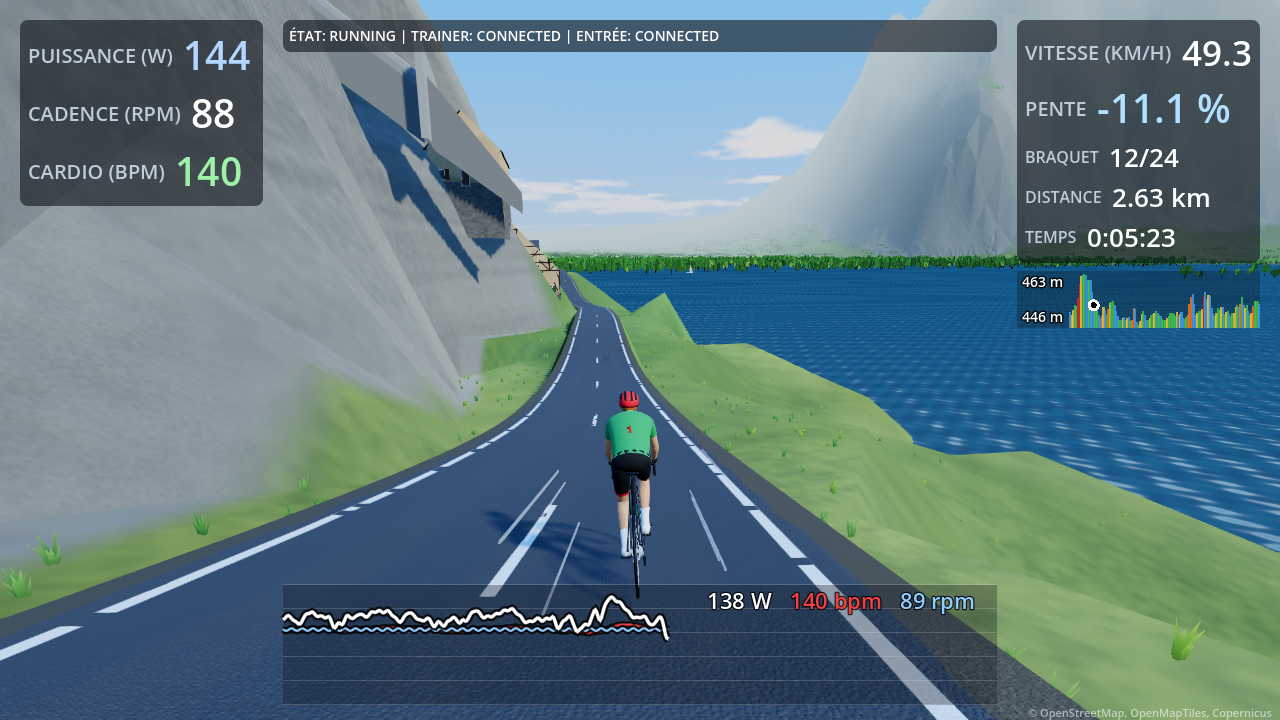 PUISSANCE (W) 144
CADENCE (RPM) 88
CARDIO (BPM) 140
ÉTAT: RUNNING | TRAINER: CONNECTED | ENTRÉE: CONNECTED
VITESSE (KM/H) 49.3
PENTE -11.1 %
BRAQUET 12/24
DISTANCE 2.63 km
TEMPS 0:05:23
463 m
446 m
138 W 140 bpm 89 rpm
© OpenStreetMap, OpenMapTiles, Copernicus